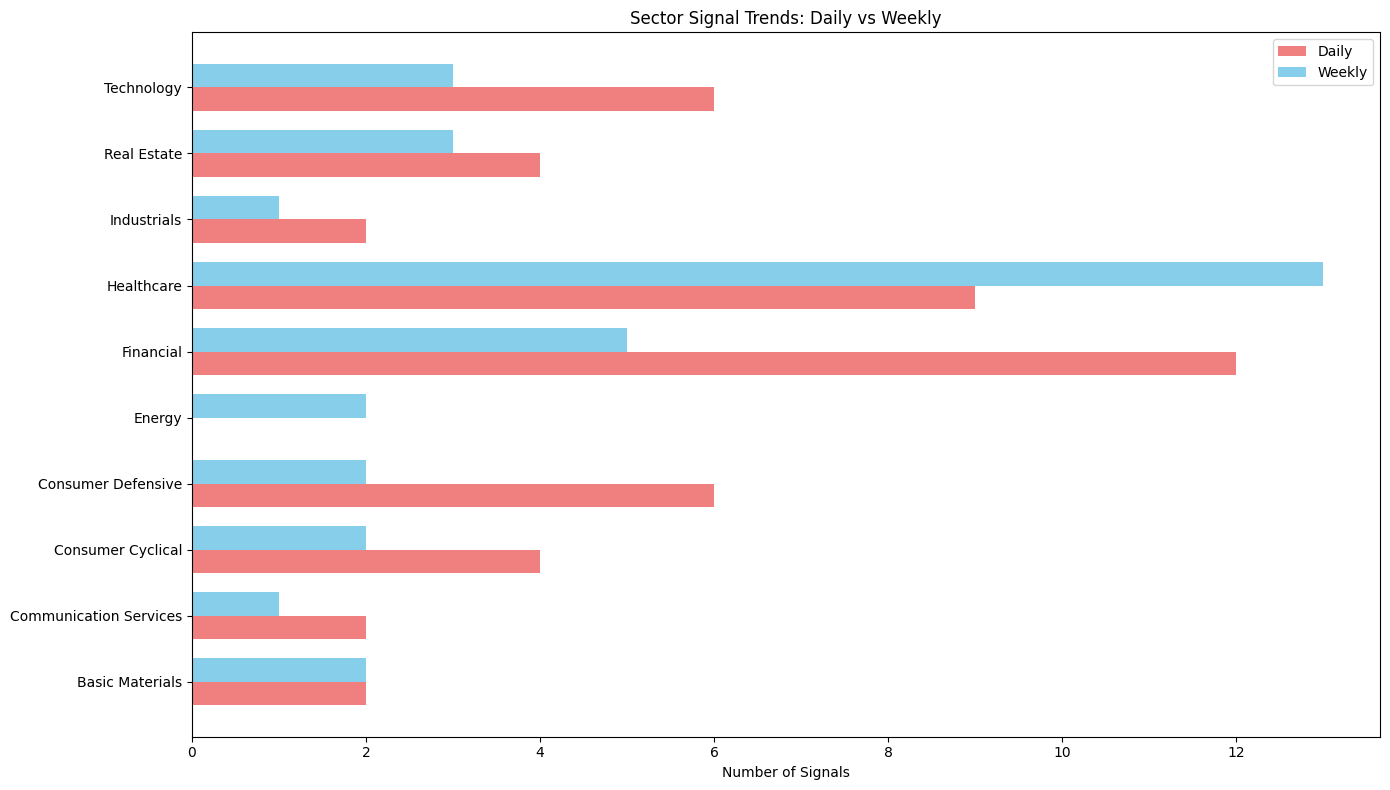 Sector Signal Trends: Daily vs Weekly
Daily
Weekly
Technology
Real Estate
Industrials
Healthcare
Financial
Energy
Consumer Defensive
Consumer Cyclical
Communication Services
Basic Materials
0 2 4 6 8 10 12
Number of Signals